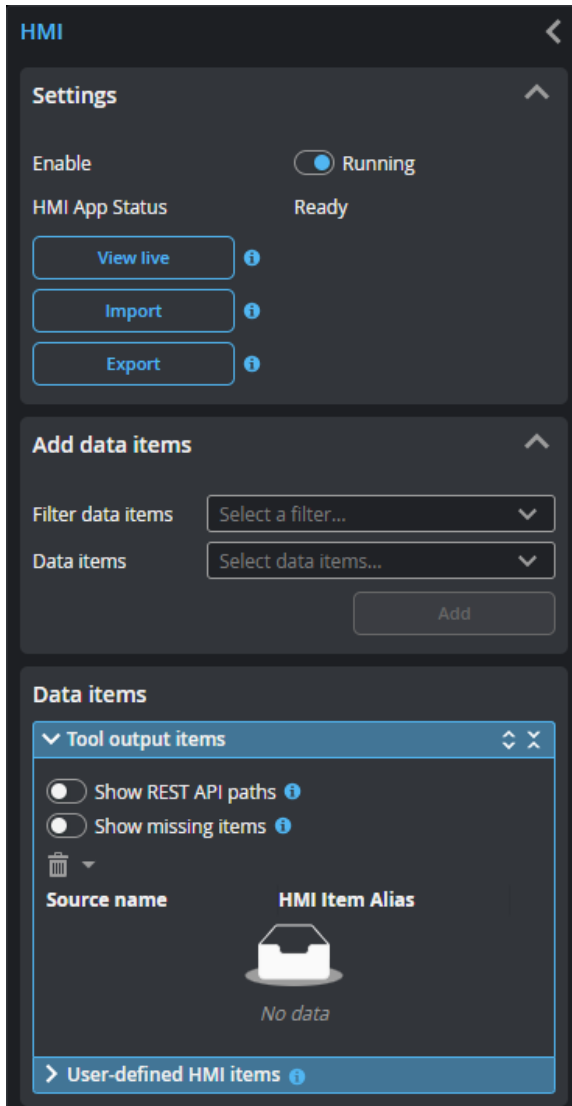 HMI
Settings
Enable Running
HMI App Status Ready
View live
Import
Export
Add data items
Filter data items Select a filter...
Data items Select data items...
Add
Data items
Tool output items
Show REST API paths
Show missing items
Source name HMI Item Alias
No data
User-defined HMI items